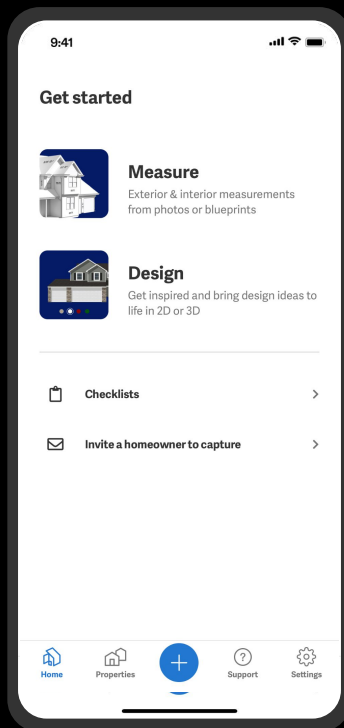 9:41
Get started
Measure
Exterior & interior measurements
from photos or blueprints
Design
Get inspired and bring design ideas to
life in 2D or 3D
Checklists
Invite a homeowner to capture
Home
Properties
Support
Settings